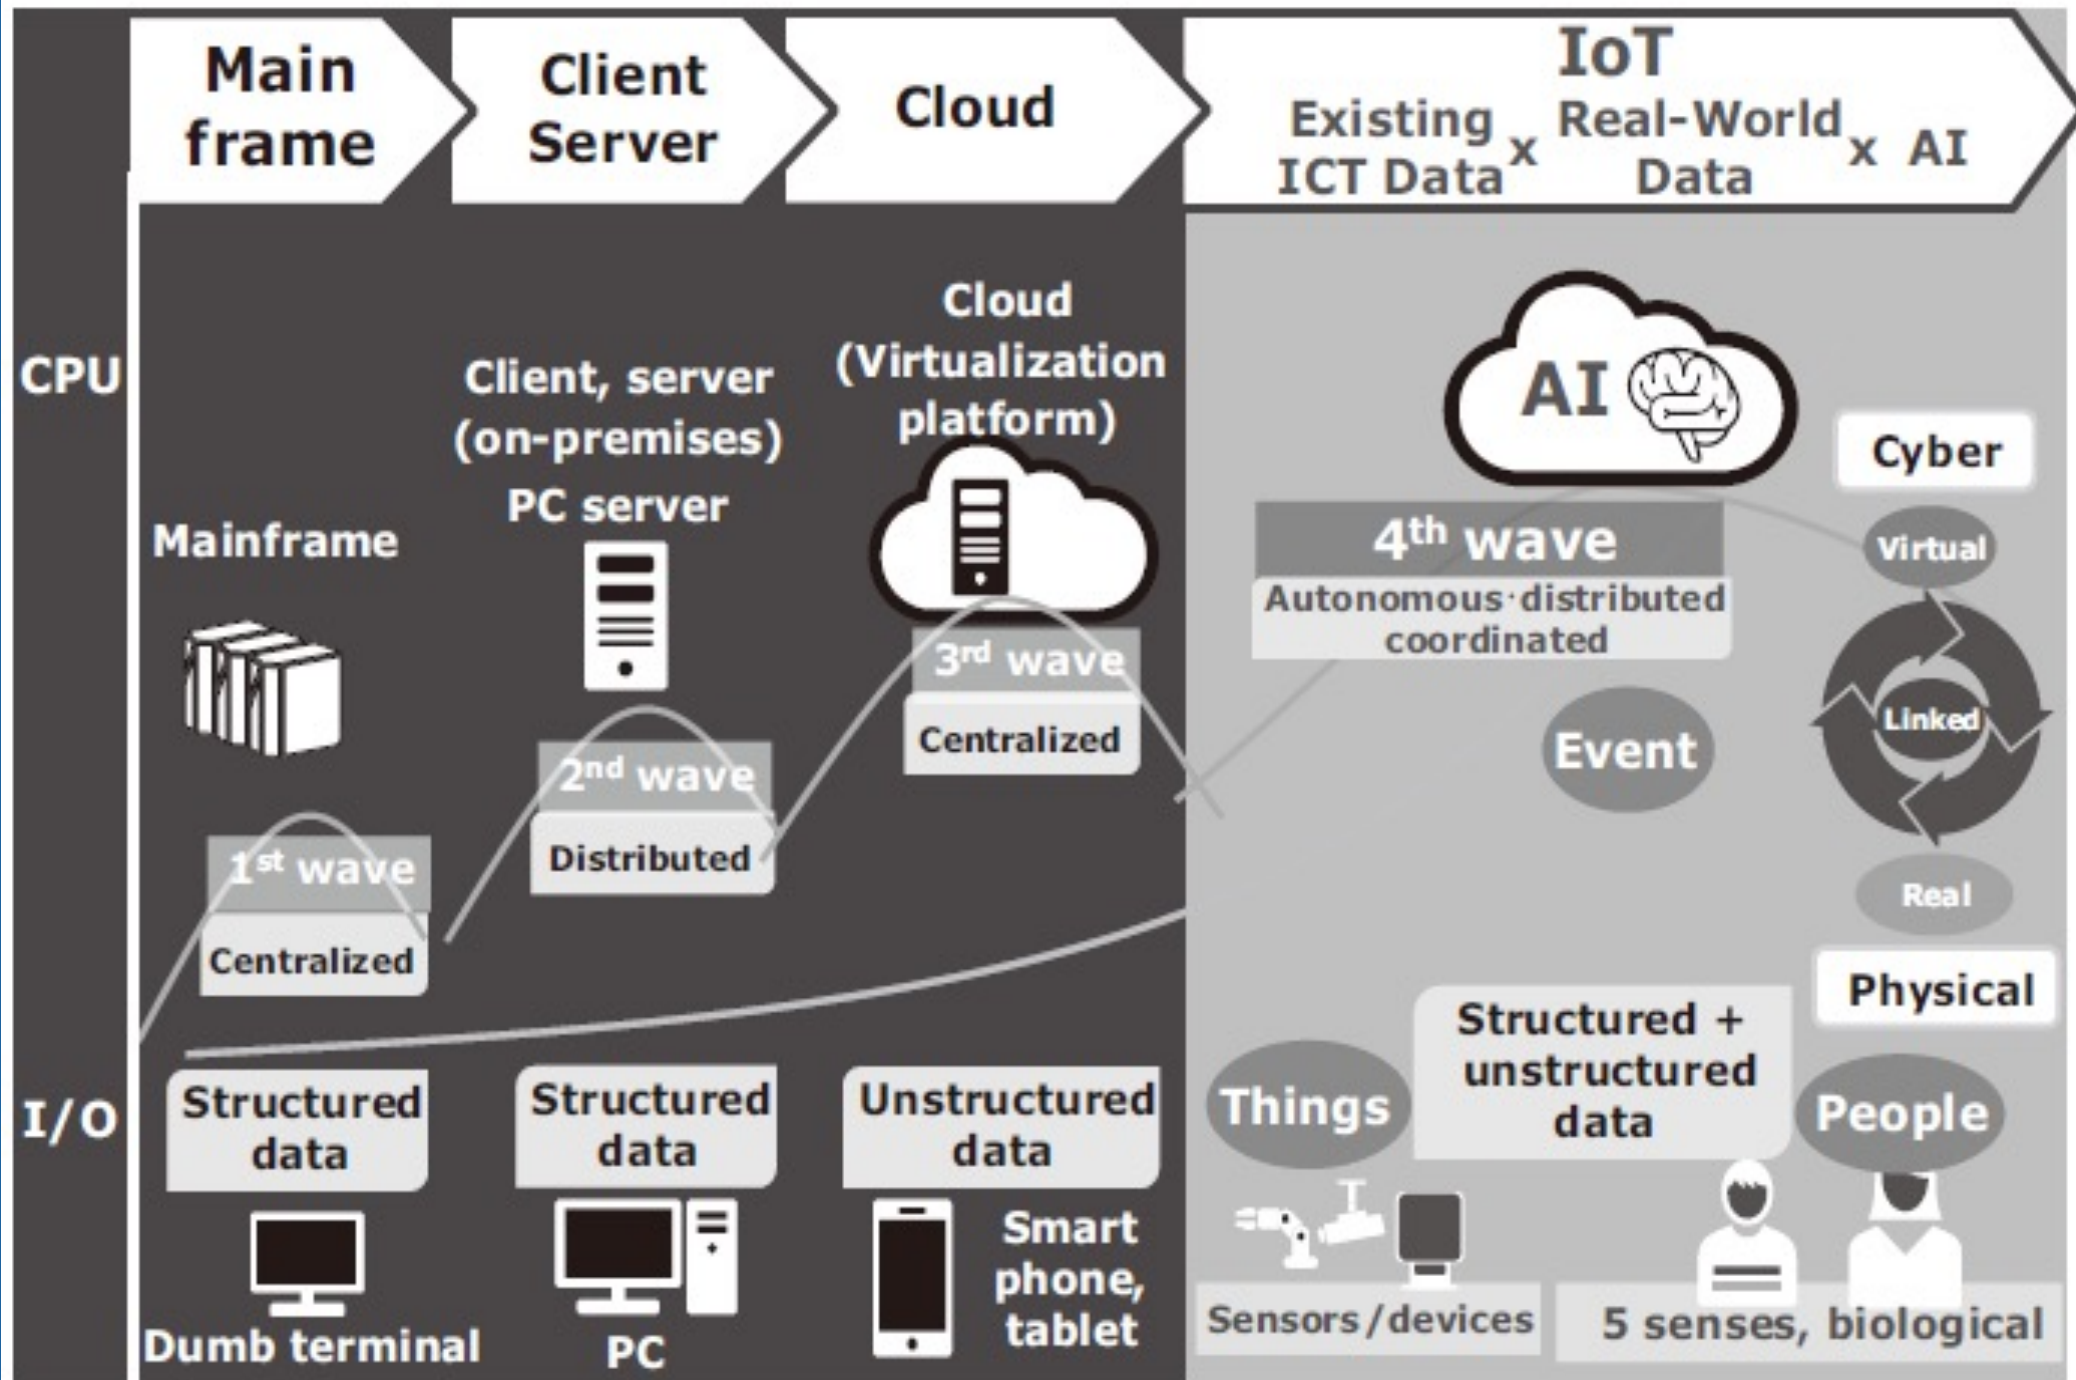 Main
frame
Client
Server
Cloud
IoT
Existing
ICT Data
x
Real-World
Data
x
AI
CPU
Mainframe
1st wave
Centralized
Client, server
(on-premises)
PC server
2nd wave
Distributed
Cloud
(Virtualization
platform)
3rd wave
Centralized
AI
4th wave
Autonomous·distributed
coordinated
Event
Cyber
Virtual
Linked
Real
Physical
I/O
Structured
data
Dumb terminal
Structured
data
PC
Unstructured
data
Smart
phone,
tablet
Things
Structured +
unstructured
data
People
Sensors/devices
5 senses, biological